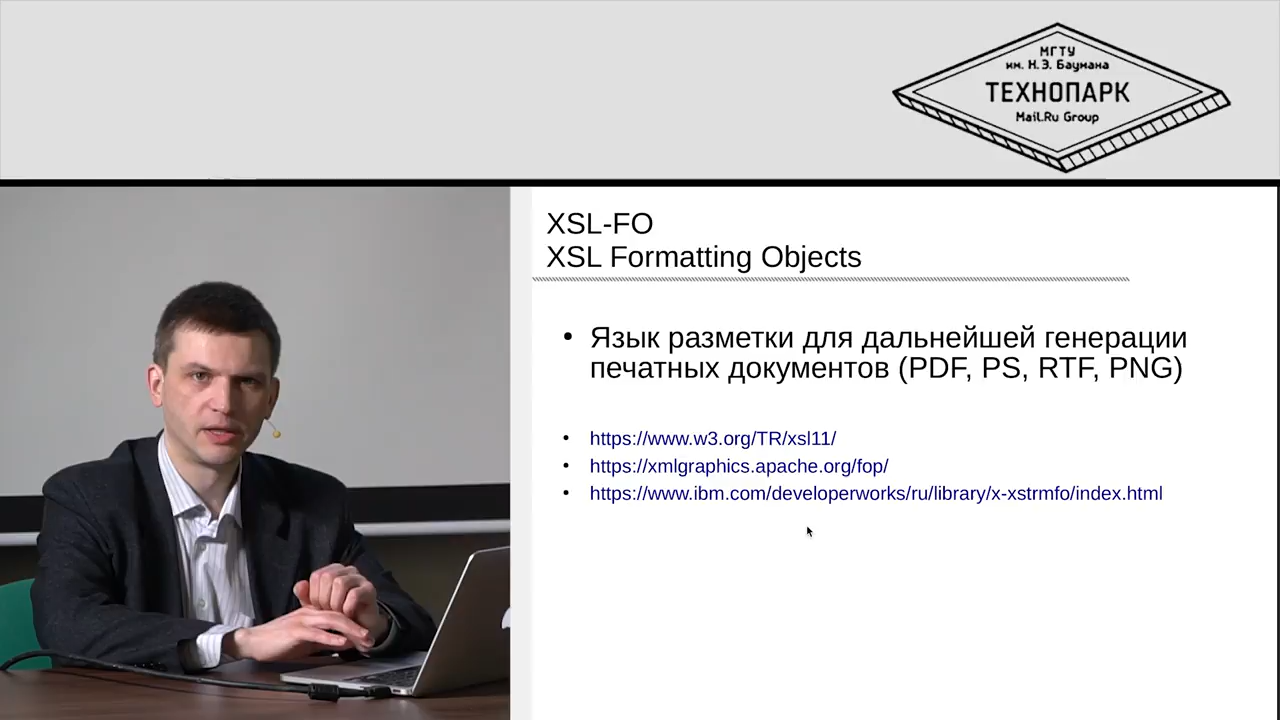 МГТУ
им. Н.Э. Баумана
ТЕХНОПАРК
Mail.Ru Group
XSL-FO
XSL Formatting Objects
• Язык разметки для дальнейшей генерации
печатных документов (PDF, PS, RTF, PNG)
• https://www.w3.org/TR/xsl11/
• https://xmlgraphics.apache.org/fop/
• https://www.ibm.com/developerworks/ru/library/x-xstrmfo/index.html